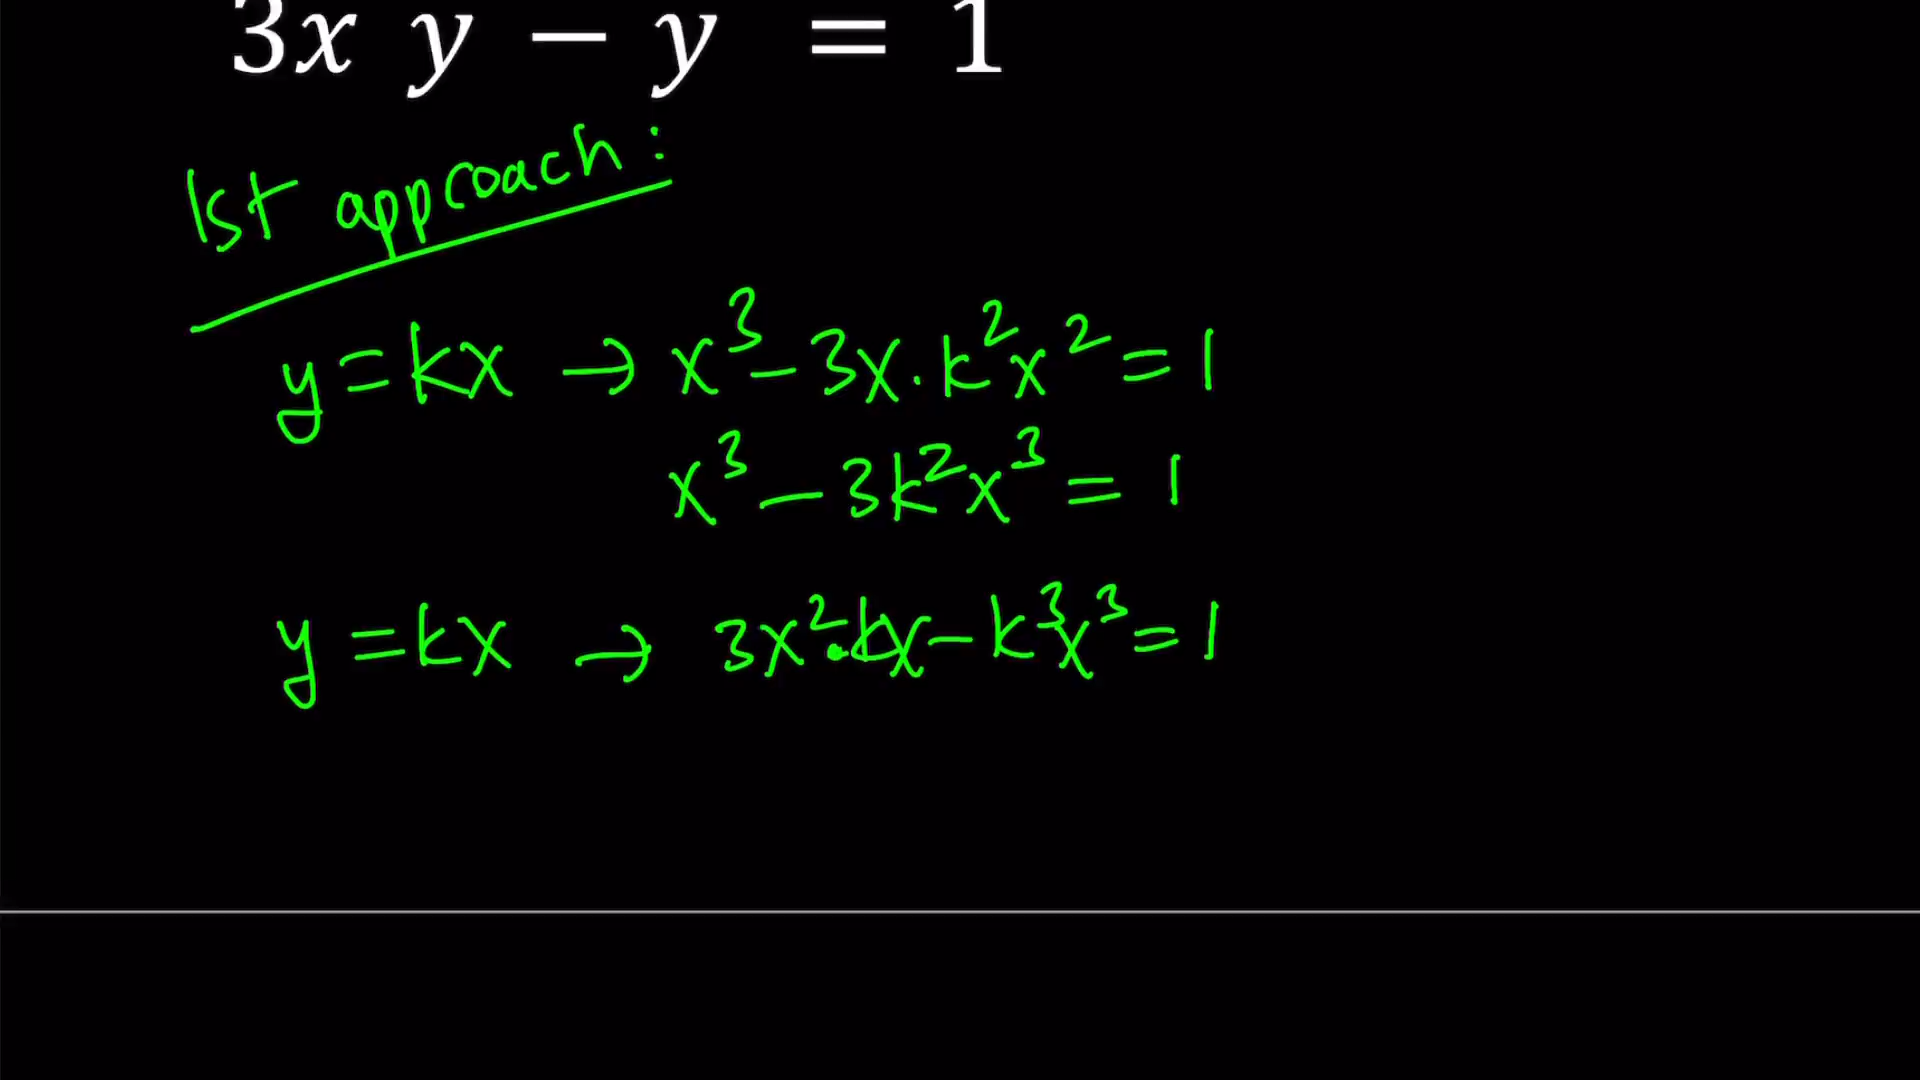 3x y − y = 1
1st approach:
y = kx → x³ − 3x · k²x² = 1
x³ − 3k²x³ = 1
y = kx → 3x² · kx − k³x³ = 1